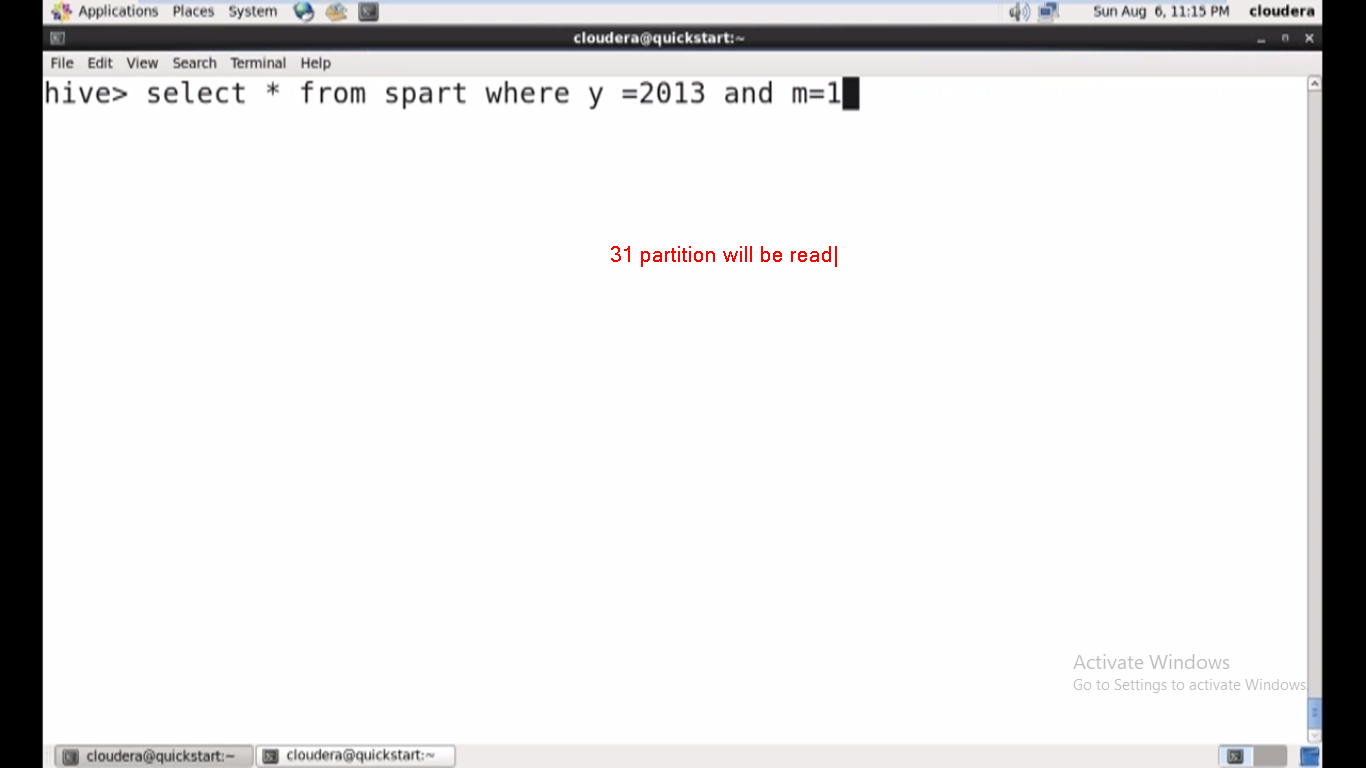 Applications Places System Sun Aug 6, 11:15 PM cloudera
cloudera@quickstart:~
File Edit View Search Terminal Help
hive> select * from spart where y =2013 and m=1
31 partition will be read|
Activate Windows
Go to Settings to activate Windows.
cloudera@quickstart:~ cloudera@quickstart:~